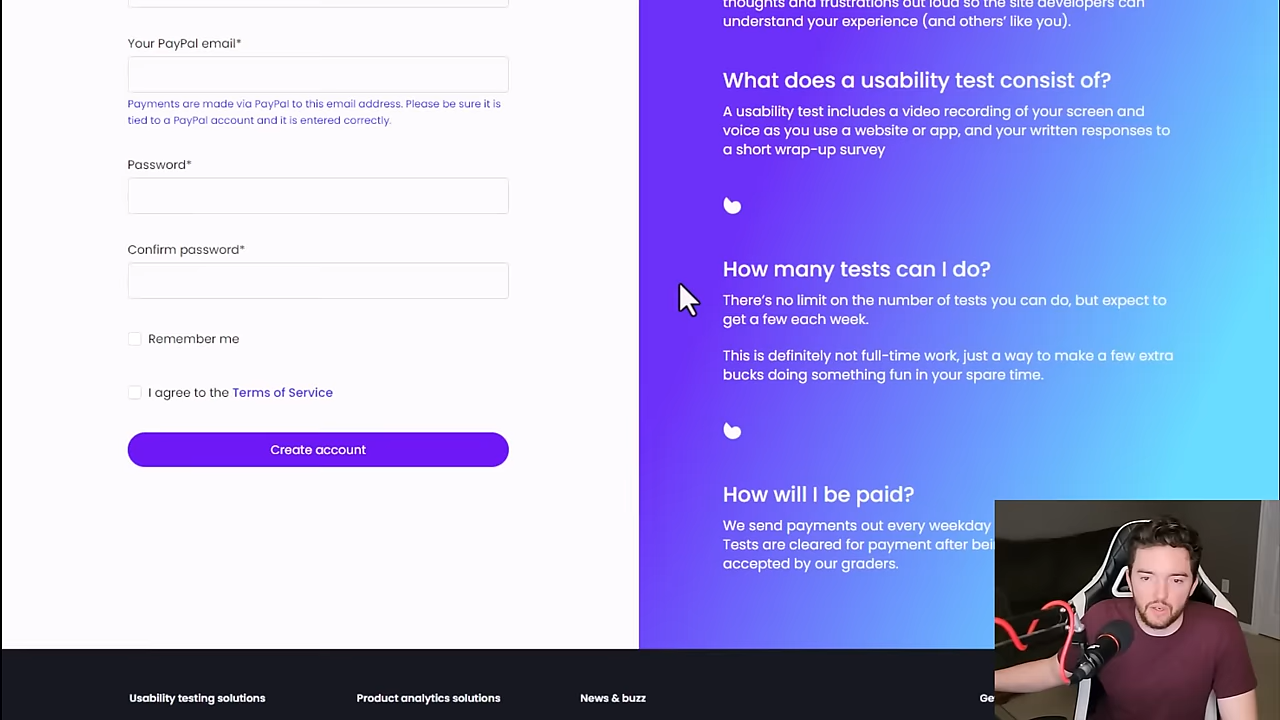 Your PayPal email*
Payments are made via PayPal to this email address. Please be sure it is
tied to a PayPal account and it is entered correctly.
Password*
Confirm password*
Remember me
I agree to the Terms of Service
Create account
thoughts and frustrations out loud so the site developers can
understand your experience (and others' like you).
What does a usability test consist of?
A usability test includes a video recording of your screen and
voice as you use a website or app, and your written responses to
a short wrap-up survey
How many tests can I do?
There's no limit on the number of tests you can do, but expect to
get a few each week.
This is definitely not full-time work, just a way to make a few extra
bucks doing something fun in your spare time.
How will I be paid?
We send payments out every weekday
Tests are cleared for payment after
accepted by our graders.
Usability testing solutions
Product analytics solutions
News & buzz